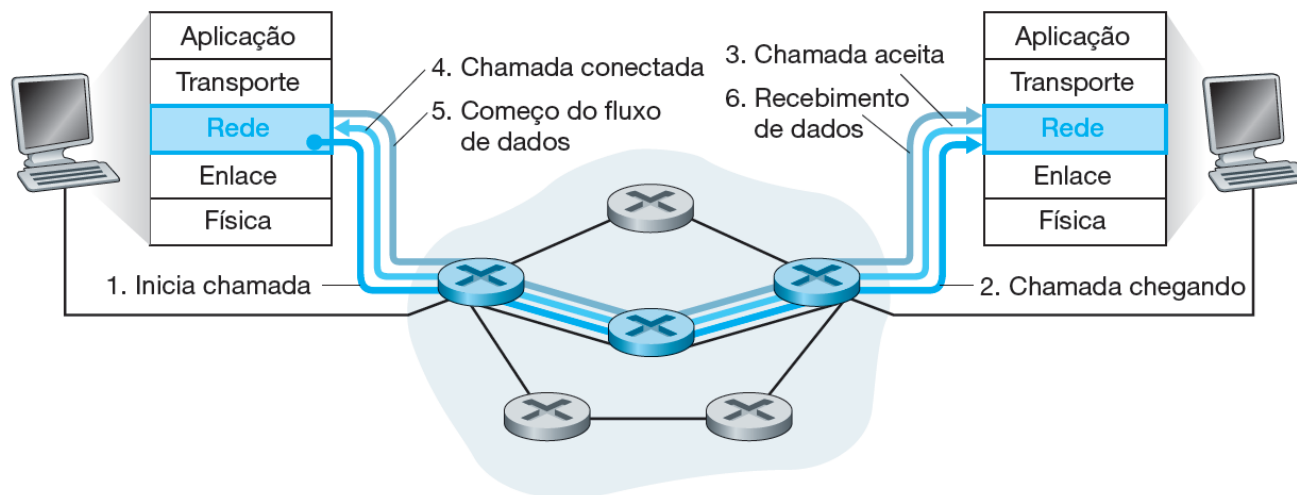 Aplicação
Transporte
Rede
Enlace
Física
4. Chamada conectada
5. Começo do fluxo
de dados
3. Chamada aceita
6. Recebimento
de dados
Aplicação
Transporte
Rede
Enlace
Física
1. Inicia chamada
2. Chamada chegando